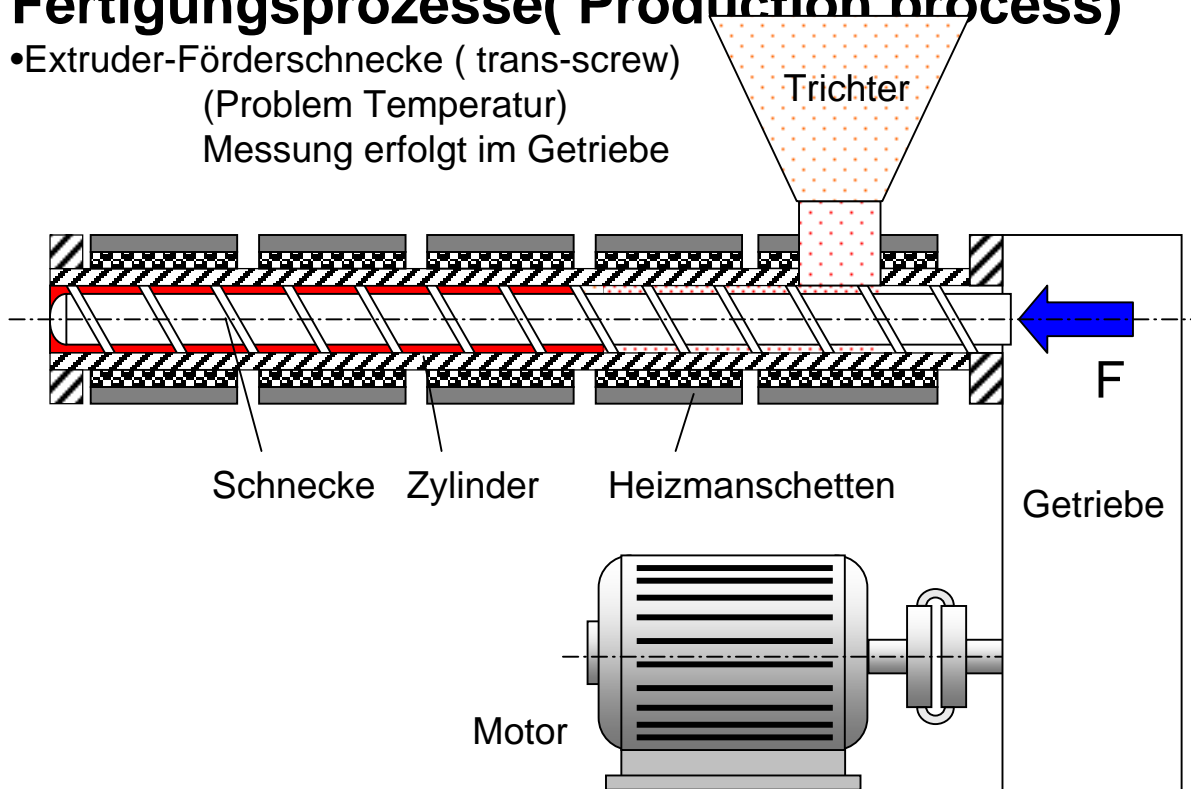 Fertigungsprozesse( Production process)
•Extruder-Förderschnecke ( trans-screw)
(Problem Temperatur)
Messung erfolgt im Getriebe
Trichter
F
Schnecke
Zylinder
Heizmanschetten
Getriebe
Motor